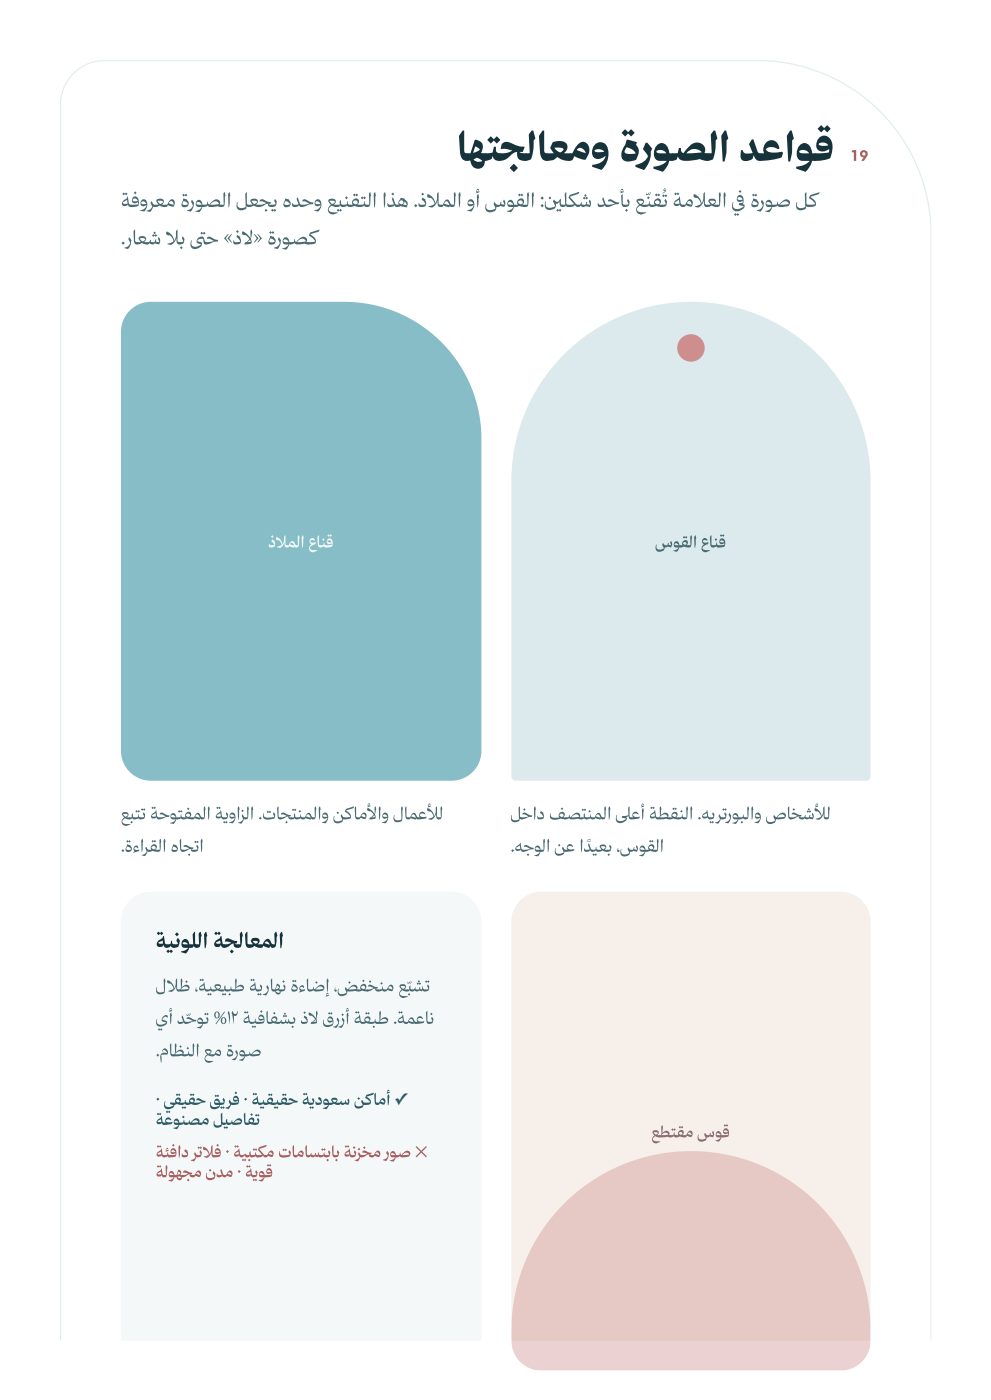 19 قواعد الصورة ومعالجتها
كل صورة في العلامة تُقنّع بأحد شكلين: القوس أو الملاذ. هذا التقنيع وحده يجعل الصورة معروفة
كصورة «لاذ» حتى بلا شعار.
قناع القوس
قناع الملاذ
للأشخاص والبورتريه. النقطة أعلى المنتصف داخل
القوس، بعيدًا عن الوجه.
للأعمال والأماكن والمنتجات. الزاوية المفتوحة تتبع
اتجاه القراءة.
قوس مقتطع
المعالجة اللونية
تشبّع منخفض، إضاءة نهارية طبيعية، ظلال
ناعمة. طبقة أزرق لاذ بشفافية ١٢% توحّد أي
صورة مع النظام.
✓ أماكن سعودية حقيقية · فريق حقيقي ·
تفاصيل مصنوعة
× صور مخزنة بابتسامات مكتبية · فلاتر دافئة
قوية · مدن مجهولة